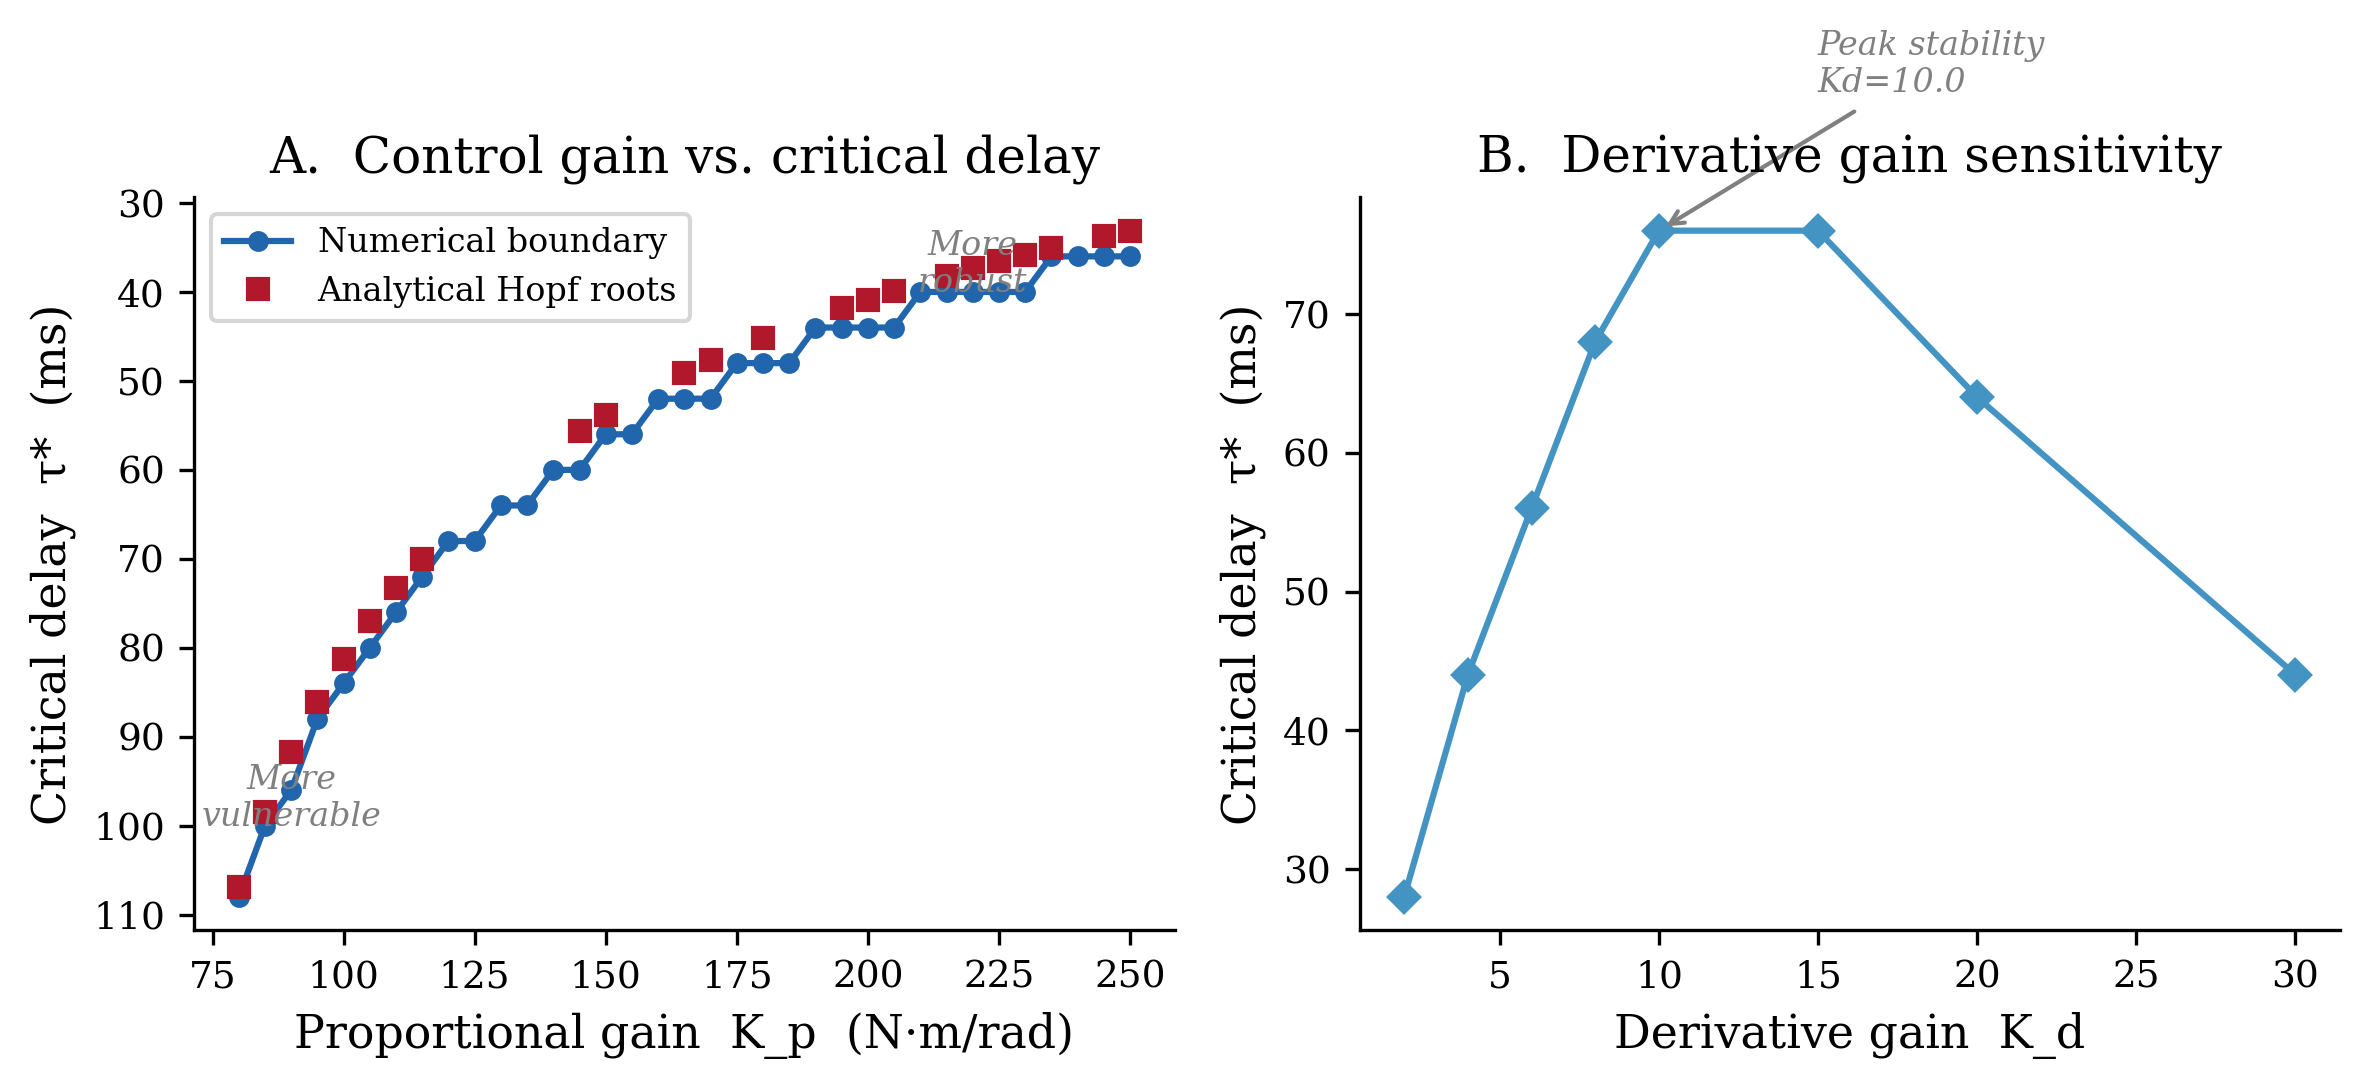 A.  Control gain vs. critical delay
Critical delay  τ*  (ms)
30
40
50
60
70
80
90
100
110
Numerical boundary
Analytical Hopf roots
More
robust
More
vulnerable
75
100
125
150
175
200
225
250
Proportional gain  K_p  (N·m/rad)
Peak stability
Kd=10.0
B.  Derivative gain sensitivity
Critical delay  τ*  (ms)
70
60
50
40
30
5
10
15
20
25
30
Derivative gain  K_d